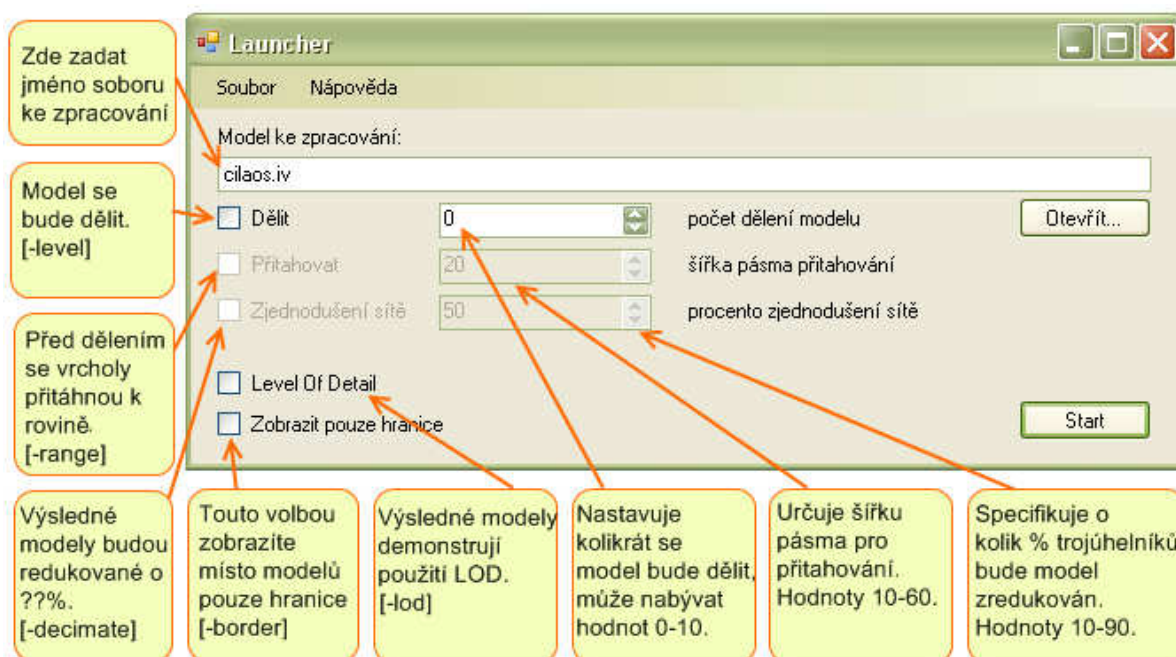 Launcher
Soubor Nápověda
Model ke zpracování:
cilaos.iv
Dělit 0 počet dělení modelu Otevřít...
Přitahovat 20 šířka pásma přitahování
Zjednodušení sítě 50 procento zjednodušení sítě
Level Of Detail
Zobrazit pouze hranice Start
Zde zadat
jméno soboru
ke zpracování
Model se
bude dělit.
[-level]
Před dělením
se vrcholy
přitáhnou k
rovině.
[-range]
Výsledné
modely budou
redukované o
??%.
[-decimate]
Touto volbou
zobrazíte
místo modelů
pouze hranice
[-border]
Výsledné modely
demonstrují
použití LOD.
[-lod]
Nastavuje
kolikrát se
model bude dělit,
může nabývat
hodnot 0-10.
Určuje šířku
pásma pro
přitahování.
Hodnoty 10-60.
Specifikuje o
kolik % trojúhelníků
bude model
zredukován.
Hodnoty 10-90.